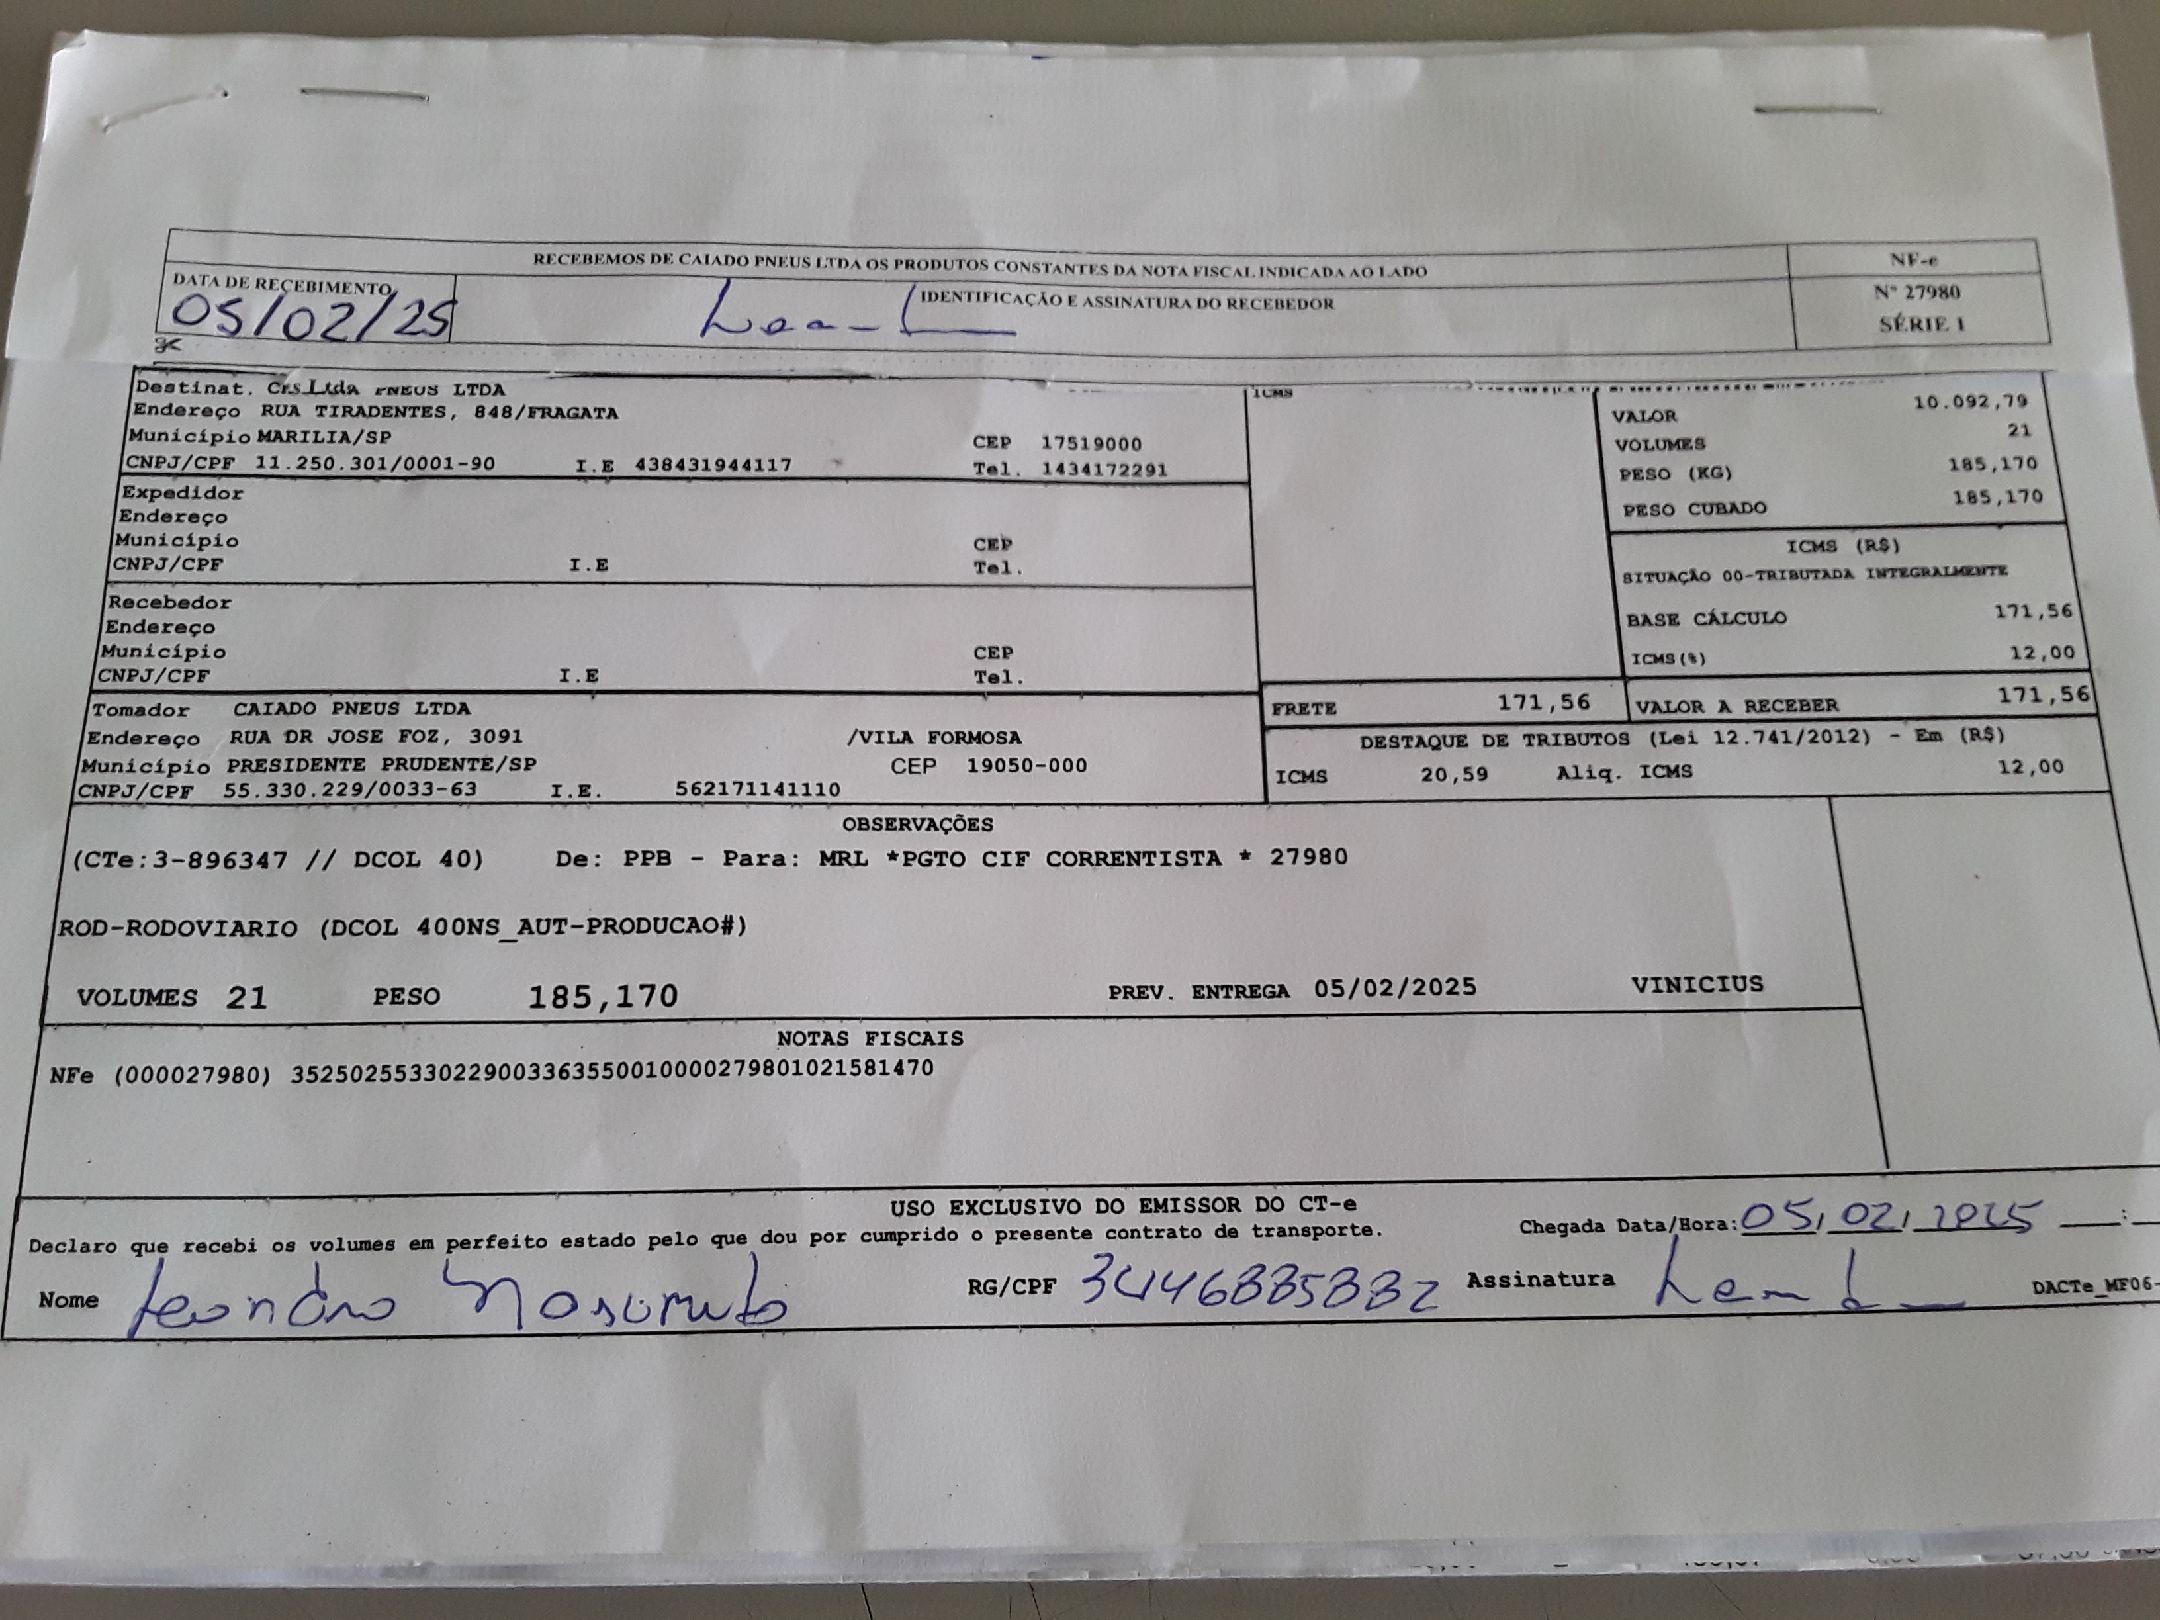 RECEBEMOS DE CAIADO PNEUS LTDA OS PRODUTOS CONSTANTES DA NOTA FISCAL INDICADA AO LADO
NF-e
Nº 27980
SÉRIE 1
DATA DE RECEBIMENTO
05/02/25
IDENTIFICAÇÃO E ASSINATURA DO RECEBEDOR
Destinat. PNEUS LTDA
Endereço RUA TIRADENTES, 848/FRAGATA
Município MARILIA/SP CEP 17519000
CNPJ/CPF 11.250.301/0001-90 I.E 438431944117 Tel. 1434172291
Expedidor
Endereço
Município CEP
CNPJ/CPF I.E Tel.
Recebedor
Endereço
Município CEP
CNPJ/CPF I.E Tel.
Tomador CAIADO PNEUS LTDA
Endereço RUA DR JOSE FOZ, 3091 /VILA FORMOSA
Município PRESIDENTE PRUDENTE/SP CEP 19050-000
CNPJ/CPF 55.330.229/0033-63 I.E. 562171141110
ICMS
VALOR 10.092,79
VOLUMES 21
PESO (KG) 185,170
PESO CUBADO 185,170
ICMS (R$)
SITUAÇÃO 00-TRIBUTADA INTEGRALMENTE
BASE CÁLCULO 171,56
ICMS(%) 12,00
FRETE 171,56 VALOR A RECEBER 171,56
DESTAQUE DE TRIBUTOS (Lei 12.741/2012) - Em (R$)
ICMS 20,59 Aliq. ICMS 12,00
OBSERVAÇÕES
(CTe:3-896347 // DCOL 40) De: PPB - Para: MRL *PGTO CIF CORRENTISTA * 27980
ROD-RODOVIARIO (DCOL 400NS_AUT-PRODUCAO#)
VOLUMES 21 PESO 185,170 PREV. ENTREGA 05/02/2025 VINICIUS
NOTAS FISCAIS
NFe (000027980) 35250255330229003363550010000279801021581470
USO EXCLUSIVO DO EMISSOR DO CT-e
Declaro que recebi os volumes em perfeito estado pelo que dou por cumprido o presente contrato de transporte.
Chegada Data/Hora: 05/02/2025 __:__
Nome Leandro Nascimento RG/CPF 34468858832 Assinatura
DACTe_MF06-